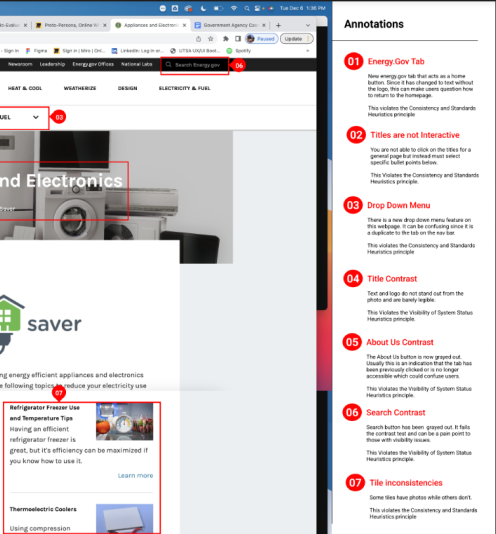 Tue Dec 6 1:36 PM
Proto-Persona, Online Wh
Appliances and Electronic
Government Agency Case
Sign in
Figma
Sign in | Miro | Onl...
LinkedIn: Log In or...
UTSA UX/UI Bwd...
Spotify
Paused
Update
Newsroom Leadership Energy.gov Offices National Labs
Search Energy.gov
06
HEAT & COOL WEATHERIZE DESIGN ELECTRICITY & FUEL
UEL
03
nd Electronics
Saver
saver
ng energy efficient appliances and electronics
e following topics to reduce your electricity use
07
Refrigerator Freezer Use
and Temperature Tips
Having an efficient
refrigerator freezer is
great, but it's efficiency can be maximized if
you know how to use it.
Learn more
Thermoelectric Coolers
Using compression
Annotations
01 Energy.Gov Tab
New energy.gov tab that acts as a home
button. Since it has changed to text without
the logo, this can make users question how
to return to the homepage.
This violates the Consistency and Standards
Heuristics principle.
02 Titles are not Interactive
You are not able to click on the titles for a
general page but instead must select
specific bullet points below.
This Violates the Consistency and Standards
Heuristics principle.
03 Drop Down Menu
There is a new drop down menu feature on
this webpage. It can be confusing since it is
a duplicate to the tab on the nav bar.
This violates the Consistency and Standards
Heuristics principle.
04 Title Contrast
Text and logo do not stand out from the
photo and are barely legible.
This Violates the Visibility of System Status
Heuristics principle.
05 About Us Contrast
The About Us button is now grayed out.
Usually this is an indication that the tab has
been previously clicked or is no longer
accessible which could confuse users.
This Violates the Visibility of System Status
Heuristics principle.
06 Search Contrast
Search button has been grayed out. It fails
the contrast test and can be a pain point to
those with visibility issues.
This Violates the Visibility of System Status
Heuristics principle.
07 Tile inconsistencies
Some tiles have photos while others don't.
This violates the Consistency and Standards
Heuristics principle